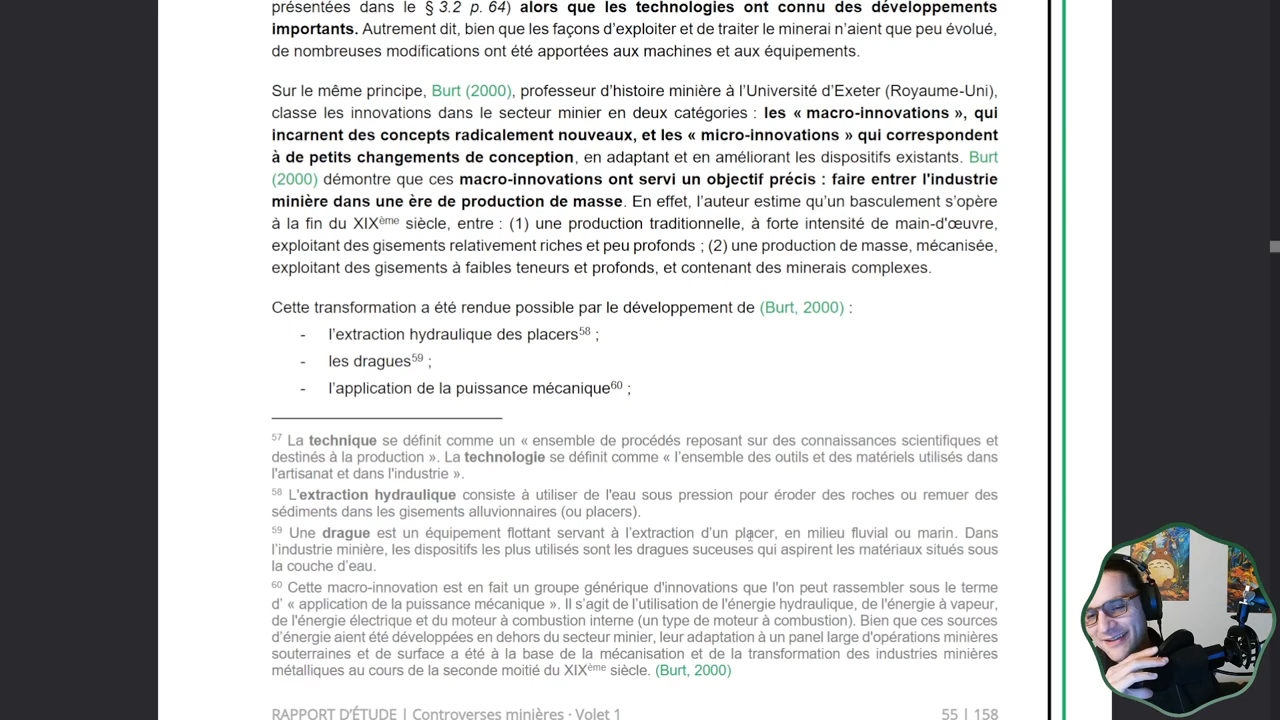 présentées dans le § 3.2 p. 64) alors que les technologies ont connu des développements
importants. Autrement dit, bien que les façons d’exploiter et de traiter le minerai n’aient que peu évolué,
de nombreuses modifications ont été apportées aux machines et aux équipements.
Sur le même principe, Burt (2000), professeur d’histoire minière à l’Université d’Exeter (Royaume-Uni),
classe les innovations dans le secteur minier en deux catégories : les « macro-innovations », qui
incarnent des concepts radicalement nouveaux, et les « micro-innovations » qui correspondent
à de petits changements de conception, en adaptant et en améliorant les dispositifs existants. Burt
(2000) démontre que ces macro-innovations ont servi un objectif précis : faire entrer l'industrie
minière dans une ère de production de masse. En effet, l’auteur estime qu’un basculement s’opère
à la fin du XIXème siècle, entre : (1) une production traditionnelle, à forte intensité de main-d'œuvre,
exploitant des gisements relativement riches et peu profonds ; (2) une production de masse, mécanisée,
exploitant des gisements à faibles teneurs et profonds, et contenant des minerais complexes.
Cette transformation a été rendue possible par le développement de (Burt, 2000) :
- l’extraction hydraulique des placers58 ;
- les dragues59 ;
- l’application de la puissance mécanique60 ;
57 La technique se définit comme un « ensemble de procédés reposant sur des connaissances scientifiques et
destinés à la production ». La technologie se définit comme « l’ensemble des outils et des matériels utilisés dans
l'artisanat et dans l'industrie ».
58 L'extraction hydraulique consiste à utiliser de l'eau sous pression pour éroder des roches ou remuer des
sédiments dans les gisements alluvionnaires (ou placers).
59 Une drague est un équipement flottant servant à l’extraction d’un placer, en milieu fluvial ou marin. Dans
l’industrie minière, les dispositifs les plus utilisés sont les dragues suceuses qui aspirent les matériaux situés sous
la couche d’eau.
60 Cette macro-innovation est en fait un groupe générique d'innovations que l'on peut rassembler sous le terme
d’ « application de la puissance mécanique ». Il s’agit de l’utilisation de l'énergie hydraulique, de l'énergie à vapeur,
de l'énergie électrique et du moteur à combustion interne (un type de moteur à combustion). Bien que ces sources
d’énergie aient été développées en dehors du secteur minier, leur adaptation à un panel large d'opérations minières
souterraines et de surface a été à la base de la mécanisation et de la transformation des industries minières
métalliques au cours de la seconde moitié du XIXème siècle. (Burt, 2000)
RAPPORT D’ÉTUDE | Controverses minières · Volet 1 55 | 158